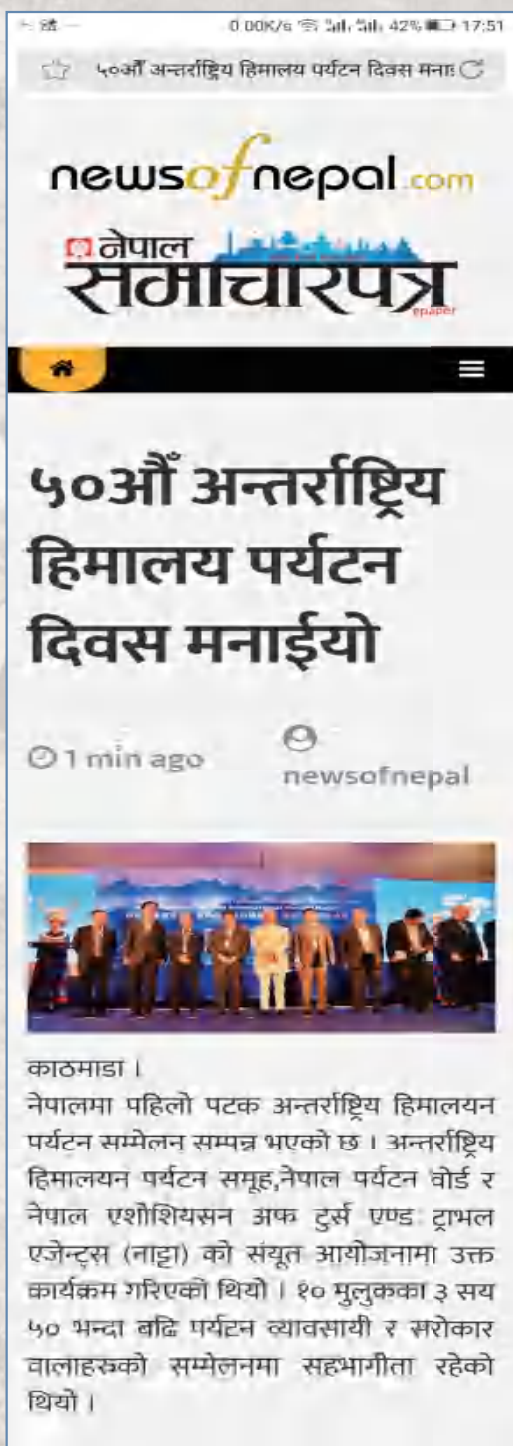 0.00K/s 42% 17:51
५०औँ अन्तर्राष्ट्रिय हिमालय पर्यटन दिवस मनाइ
newsofnepal.com
नेपाल
समाचारपत्र
epaper
५०औँ अन्तर्राष्ट्रिय
हिमालय पर्यटन
दिवस मनाईयो
1 min ago
newsofnepal
काठमाडा ।
नेपालमा पहिलो पटक अन्तर्राष्ट्रिय हिमालयन
पर्यटन सम्मेलन सम्पन्न भएको छ । अन्तर्राष्ट्रिय
हिमालयन पर्यटन समूह,नेपाल पर्यटन वोर्ड र
नेपाल एशोशियसन अफ टुर्स एण्ड ट्राभल
एजेन्ट्स (नाट्टा) को संयूत आयोजनामा उक्त
कार्यक्रम गरिएको थियो । १० मुलुकका ३ सय
५० भन्दा बढि पर्यटन व्यावसायी र सरोकार
वालाहरुको सम्मेलनमा सहभागीता रहेको
थियो ।